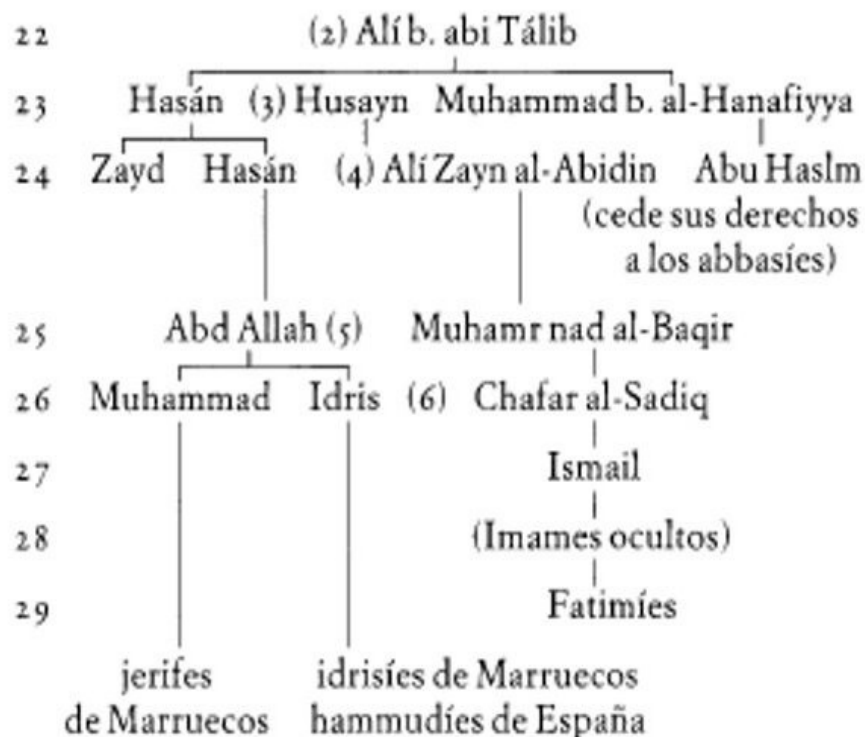 22 (2) Alí b. abi Tálib
23 Hasán (3) Husayn Muhammad b. al-Hanafiyya
24 Zayd Hasán (4) Alí Zayn al-Abidin Abu Haslm
(cede sus derechos
a los abbasíes)
25 Abd Allah (5) Muhamr nad al-Baqir
26 Muhammad Idris (6) Chafar al-Sadiq
27 Ismail
28 (Imames ocultos)
29 Fatimíes
jerifes idrisíes de Marruecos
de Marruecos hammudíes de España